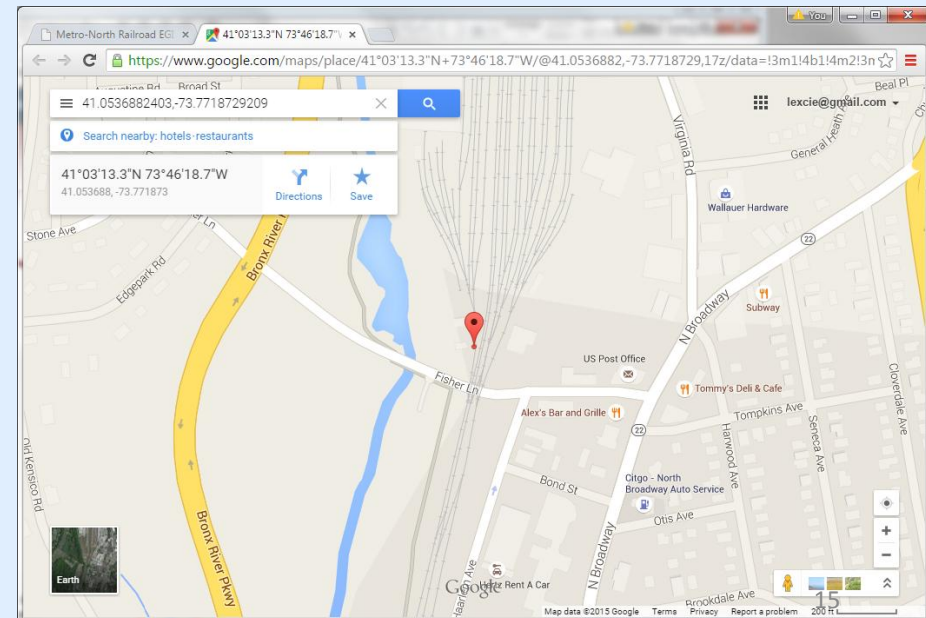 You
Metro-North Railroad EGI
41°03'13.3"N 73°46'18.7"
https://www.google.com/maps/place/41°03'13.3"N+73°46'18.7"W/@41.0536882,-73.7718729,17z/data=!3m1!4b1!4m2!3m
Broad St
Beal Pl
41.0536882403,-73.7718729209
lexcie@gmail.com
Search nearby: hotels·restaurants
General Heath Ave
Virginia Rd
41°03'13.3"N 73°46'18.7"W
41.053688, -73.771873
Directions
Save
Wallauer Hardware
Stone Ave
22
Edgepark Rd
Bronx River
Subway
N Broadway
US Post Office
Fisher Ln
Tommy's Deli & Cafe
Cloverdale Ave
Alex's Bar and Grille
Tompkins Ave
22
Harwood Ave
Seneca Ave
Old Kensico Rd
Bond St
Citgo - North
Broadway Auto Service
Otis Ave
Bronx River Pkwy
N Broadway
Earth
Google
Hertz Rent A Car
Brookdale Ave
15
Map data ©2015 Google
Terms
Privacy
Report a problem
200 ft